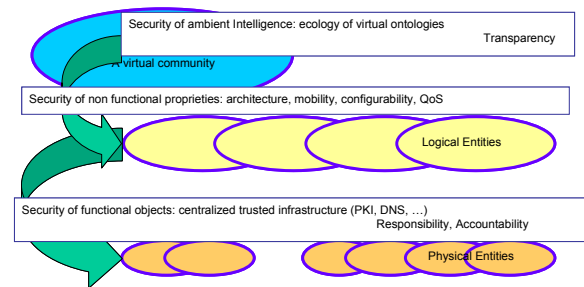 Security of ambient Intelligence: ecology of virtual ontologies
Transparency
A virtual community
Security of non functional proprieties: architecture, mobility, configurability, QoS
Logical Entities
Security of functional objects: centralized trusted infrastructure (PKI, DNS, …)
Responsibility, Accountability
Physical Entities